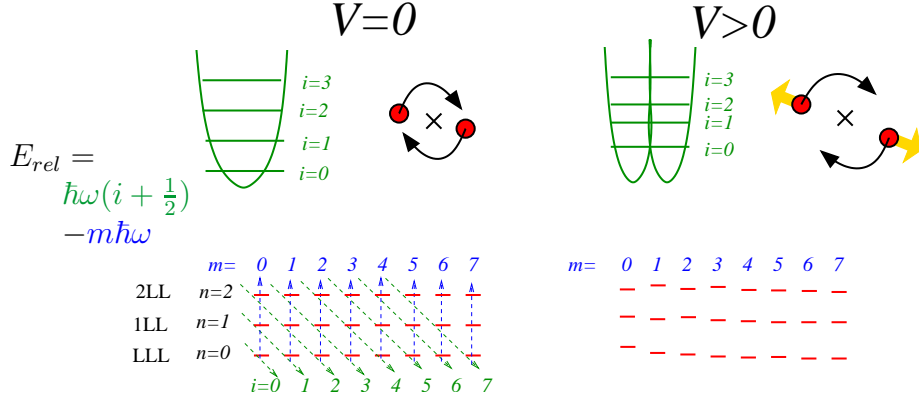 V=0
V>0
i=3
i=2
i=1
i=0
i=3
i=2
i=1
i=0
E_{rel} =
ħω(i + 1/2)
−mħω
m= 0 1 2 3 4 5 6 7
m= 0 1 2 3 4 5 6 7
2LL n=2
1LL n=1
LLL n=0
i=0 1 2 3 4 5 6 7